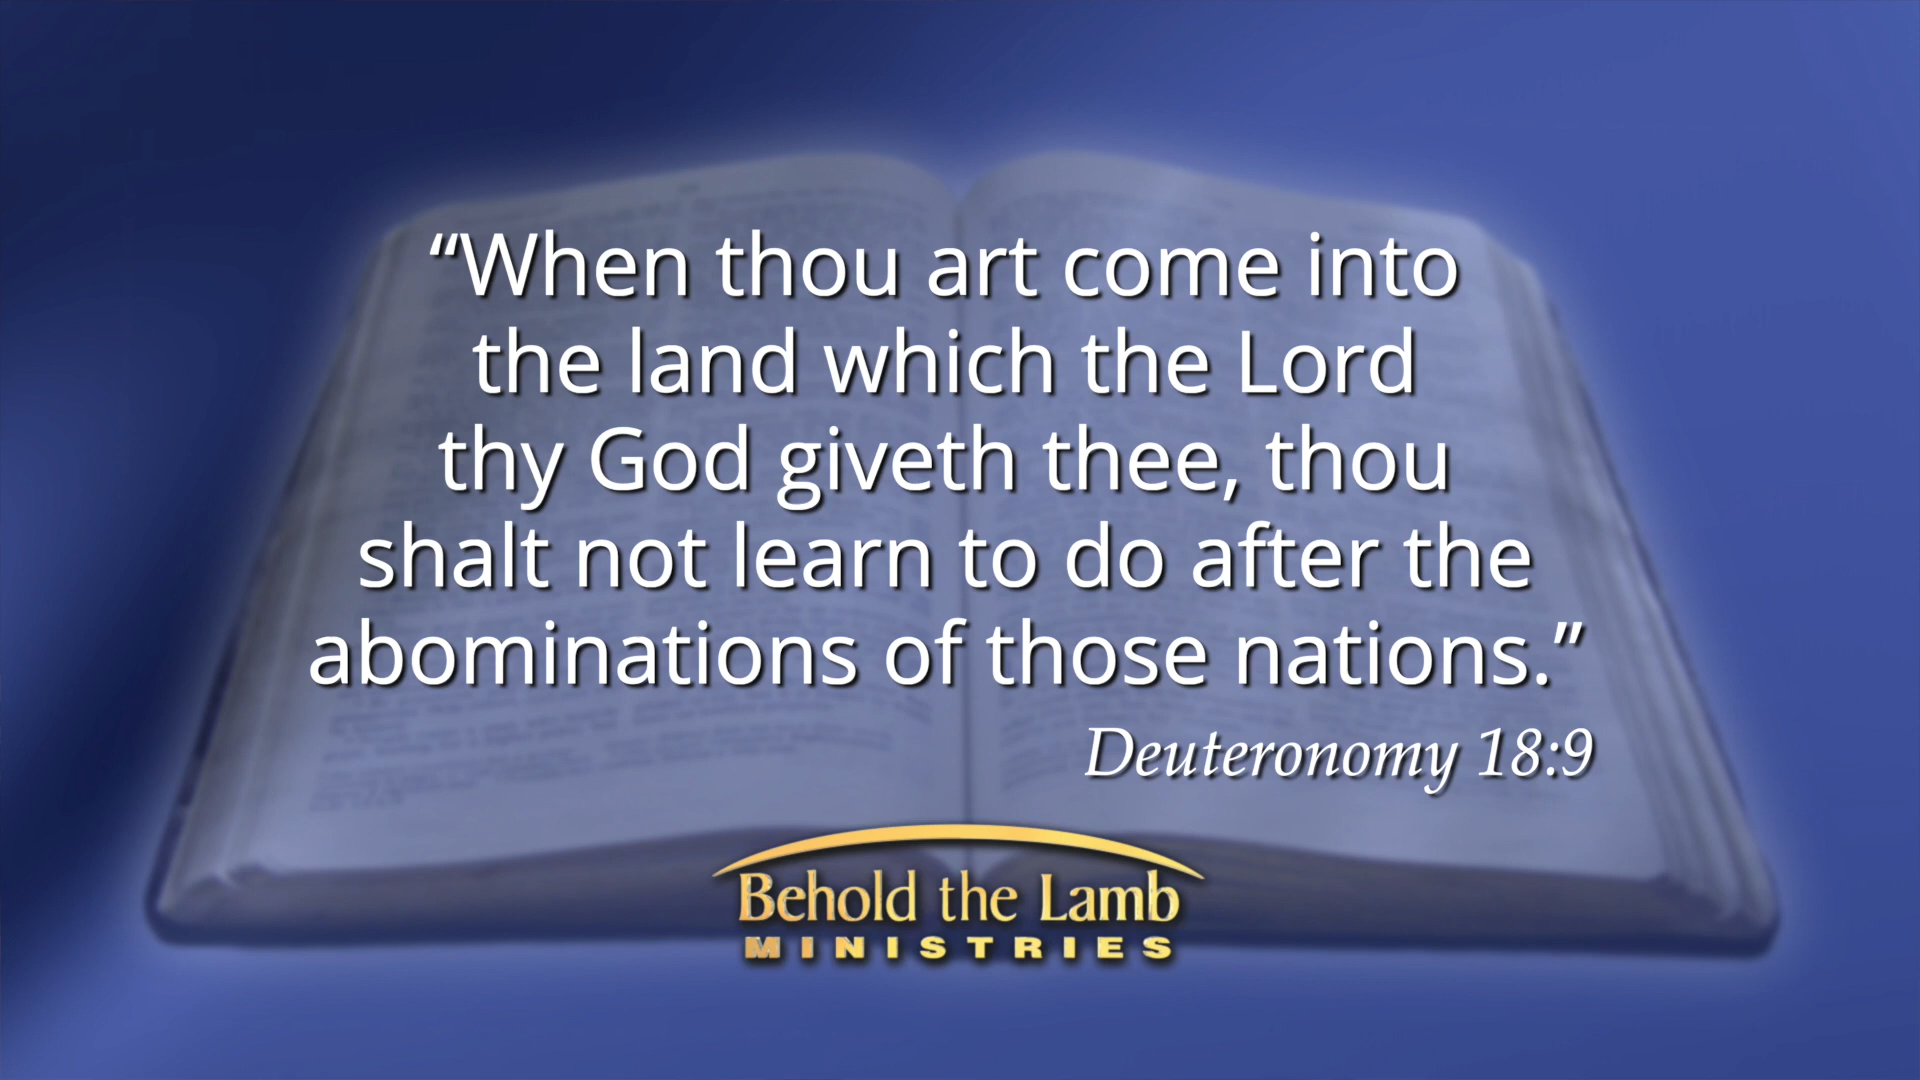 “When thou art come into
the land which the Lord
thy God giveth thee, thou
shalt not learn to do after the
abominations of those nations.”
Deuteronomy 18:9
Behold the Lamb
MINISTRIES